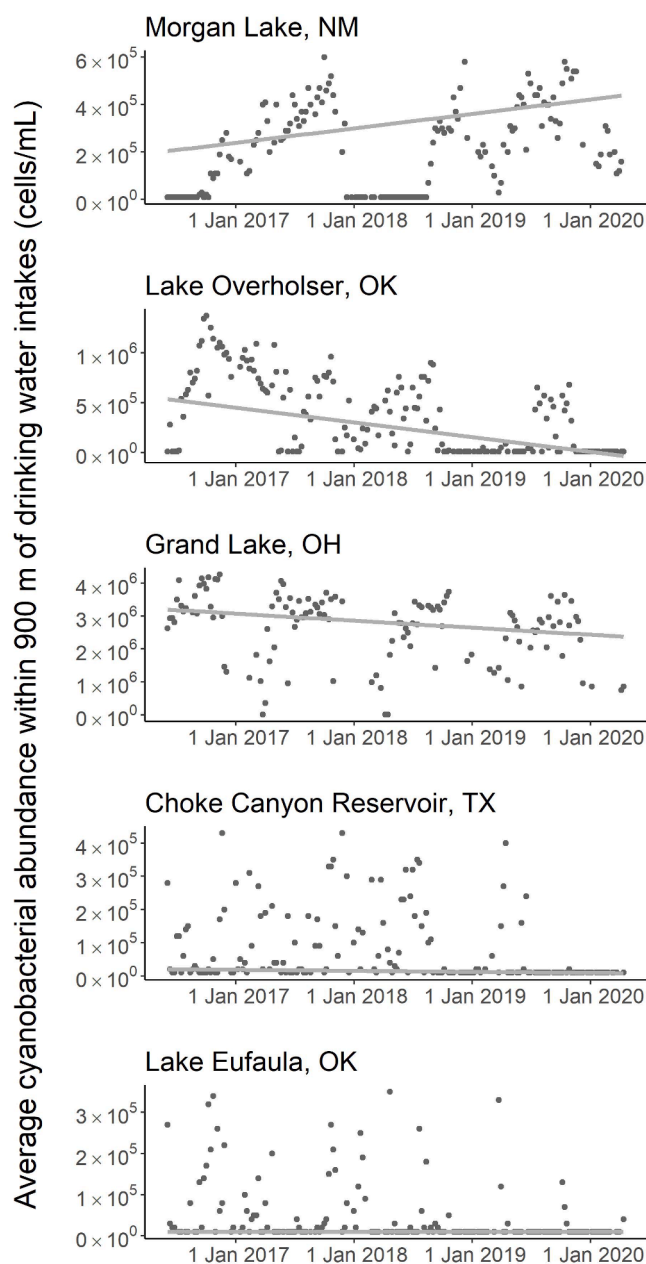 Average cyanobacterial abundance within 900 m of drinking water intakes (cells/mL)
Morgan Lake, NM
6 × 10⁵
4 × 10⁵
2 × 10⁵
0 × 10⁰
1 Jan 2017 1 Jan 2018 1 Jan 2019 1 Jan 2020
Lake Overholser, OK
1 × 10⁶
5 × 10⁵
0 × 10⁰
1 Jan 2017 1 Jan 2018 1 Jan 2019 1 Jan 2020
Grand Lake, OH
4 × 10⁶
3 × 10⁶
2 × 10⁶
1 × 10⁶
0 × 10⁰
1 Jan 2017 1 Jan 2018 1 Jan 2019 1 Jan 2020
Choke Canyon Reservoir, TX
4 × 10⁵
3 × 10⁵
2 × 10⁵
1 × 10⁵
0 × 10⁰
1 Jan 2017 1 Jan 2018 1 Jan 2019 1 Jan 2020
Lake Eufaula, OK
3 × 10⁵
2 × 10⁵
1 × 10⁵
0 × 10⁰
1 Jan 2017 1 Jan 2018 1 Jan 2019 1 Jan 2020